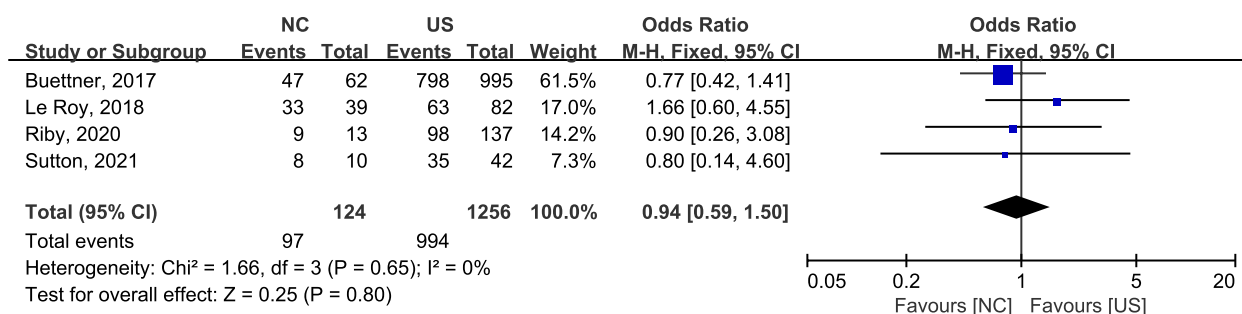 NC US Odds Ratio Odds Ratio
Study or Subgroup Events Total Events Total Weight M-H, Fixed, 95% CI M-H, Fixed, 95% CI
Buettner, 2017 47 62 798 995 61.5% 0.77 [0.42, 1.41]
Le Roy, 2018 33 39 63 82 17.0% 1.66 [0.60, 4.55]
Riby, 2020 9 13 98 137 14.2% 0.90 [0.26, 3.08]
Sutton, 2021 8 10 35 42 7.3% 0.80 [0.14, 4.60]
Total (95% CI) 124 1256 100.0% 0.94 [0.59, 1.50]
Total events 97 994
Heterogeneity: Chi² = 1.66, df = 3 (P = 0.65); I² = 0%
Test for overall effect: Z = 0.25 (P = 0.80)
0.05 0.2 1 5 20
Favours [NC] Favours [US]